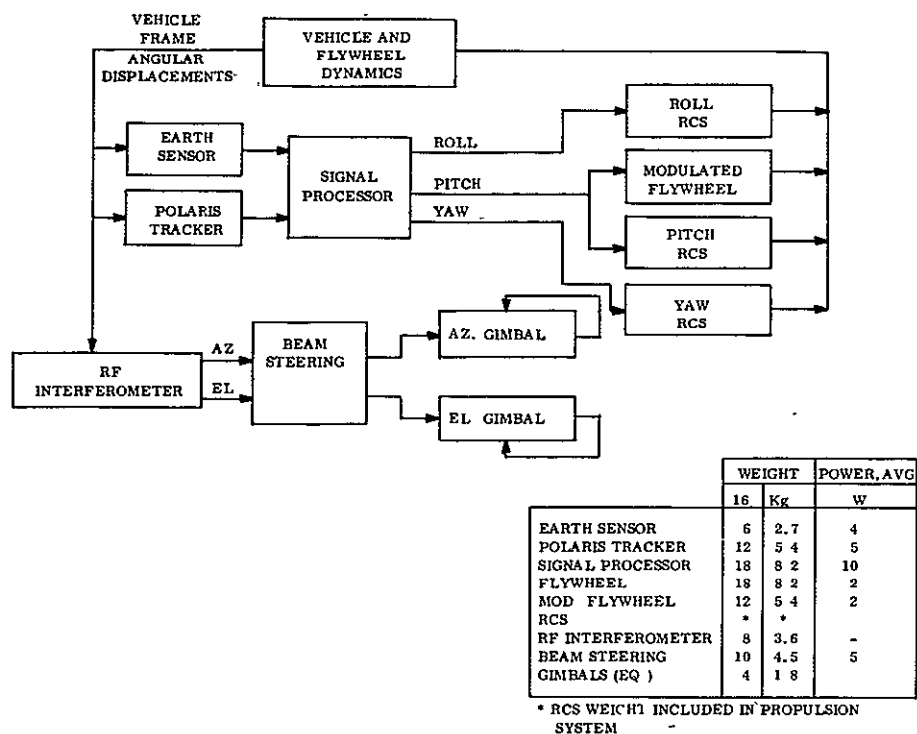 VEHICLE
FRAME
ANGULAR
DISPLACEMENTS
VEHICLE AND
FLYWHEEL
DYNAMICS
EARTH
SENSOR
POLARIS
TRACKER
SIGNAL
PROCESSOR
ROLL
PITCH
YAW
ROLL
RCS
MODULATED
FLYWHEEL
PITCH
RCS
YAW
RCS
RF
INTERFEROMETER
AZ
EL
BEAM
STEERING
AZ. GIMBAL
EL GIMBAL
WEIGHT POWER, AVG
16 Kg W
EARTH SENSOR 6 2.7 4
POLARIS TRACKER 12 5 4 5
SIGNAL PROCESSOR 18 8 2 10
FLYWHEEL 18 8 2 2
MOD FLYWHEEL 12 5 4 2
RCS * *
RF INTERFEROMETER 8 3.6 -
BEAM STEERING 10 4.5 5
GIMBALS (EQ ) 4 1 8
* RCS WEIGHT INCLUDED IN PROPULSION
SYSTEM